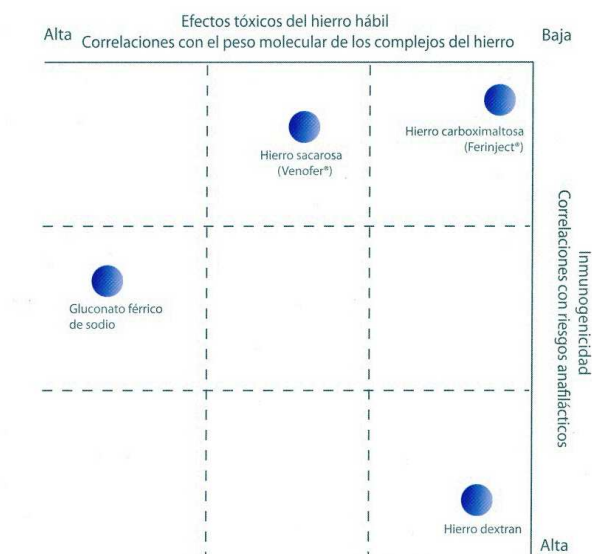 Efectos tóxicos del hierro hábil
Alta
Correlaciones con el peso molecular de los complejos del hierro
Baja
Hierro sacarosa
(Venofer®)
Hierro carboximaltosa
(Ferinject®)
Gluconato férrico
de sodio
Inmunogenicidad
Correlaciones con riesgos anafilácticos
Hierro dextran
Alta